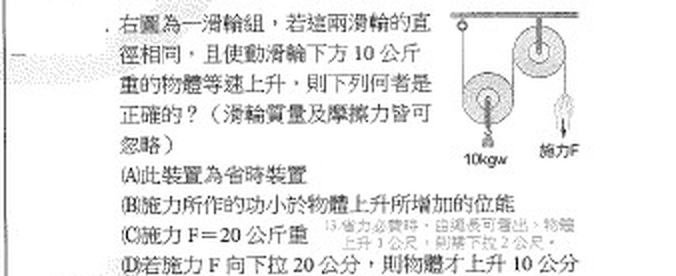 右圖為一滑輪組，若這兩滑輪的直
徑相同，且使動滑輪下方 10 公斤
重的物體等速上升，則下列何者是
正確的？（滑輪質量及摩擦力皆可
忽略）
10kgw
施力F
(A)此裝置為省時裝置
(B)施力所作的功小於物體上升所增加的位能
(C)施力 F＝20 公斤重
13.省力必費時，由繩長可看出，物體
上升 1 公尺，則需下拉 2 公尺。
(D)若施力 F 向下拉 20 公分，則物體才上升 10 公分